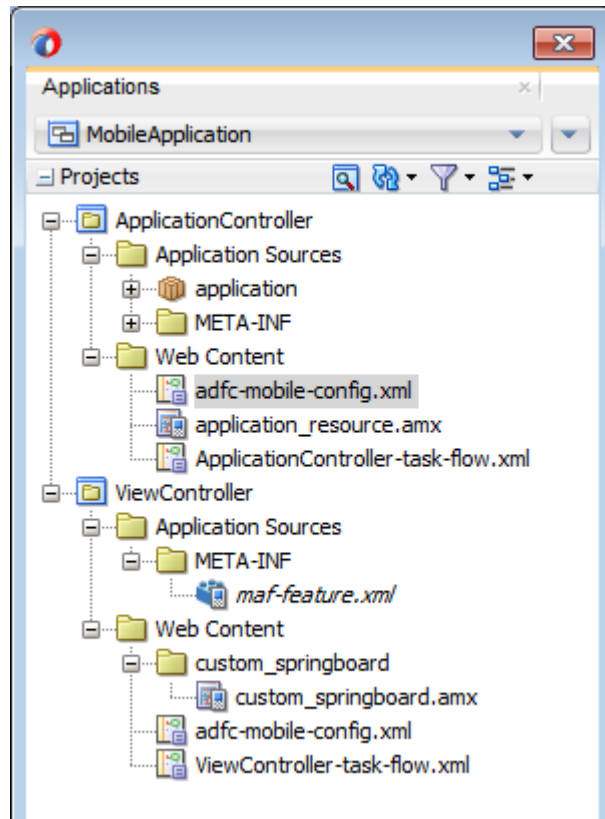 Applications
MobileApplication
Projects
ApplicationController
Application Sources
application
META-INF
Web Content
adfc-mobile-config.xml
application_resource.amx
ApplicationController-task-flow.xml
ViewController
Application Sources
META-INF
maf-feature.xml
Web Content
custom_springboard
custom_springboard.amx
adfc-mobile-config.xml
ViewController-task-flow.xml